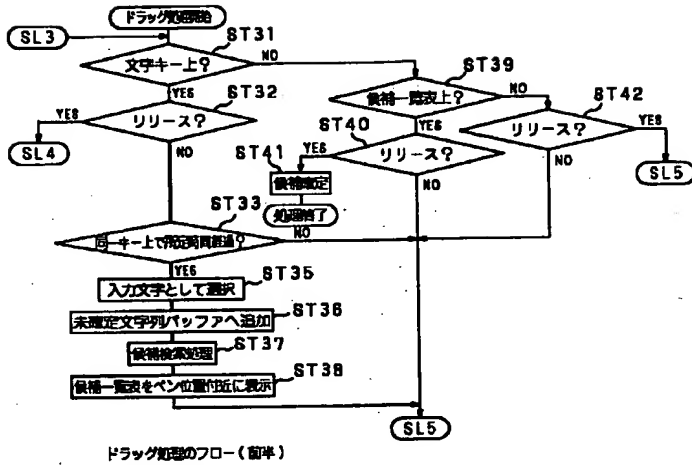 ドラッグ処理開始
SL3
ST31
文字キー上?
NO
YES
ST32
リリース?
YES
SL4
NO
ST33
同一キー上で所定時間経過?
NO
YES
ST35
入力文字として選択
ST36
未確定文字列バッファへ追加
ST37
候補検索処理
ST38
候補一覧表をペン位置付近に表示
ST39
候補一覧表上?
NO
YES
ST40
リリース?
YES
NO
ST41
候補確定
処理終了
ST42
リリース?
YES
NO
SL5
SL5
ドラッグ処理のフロー(前半)